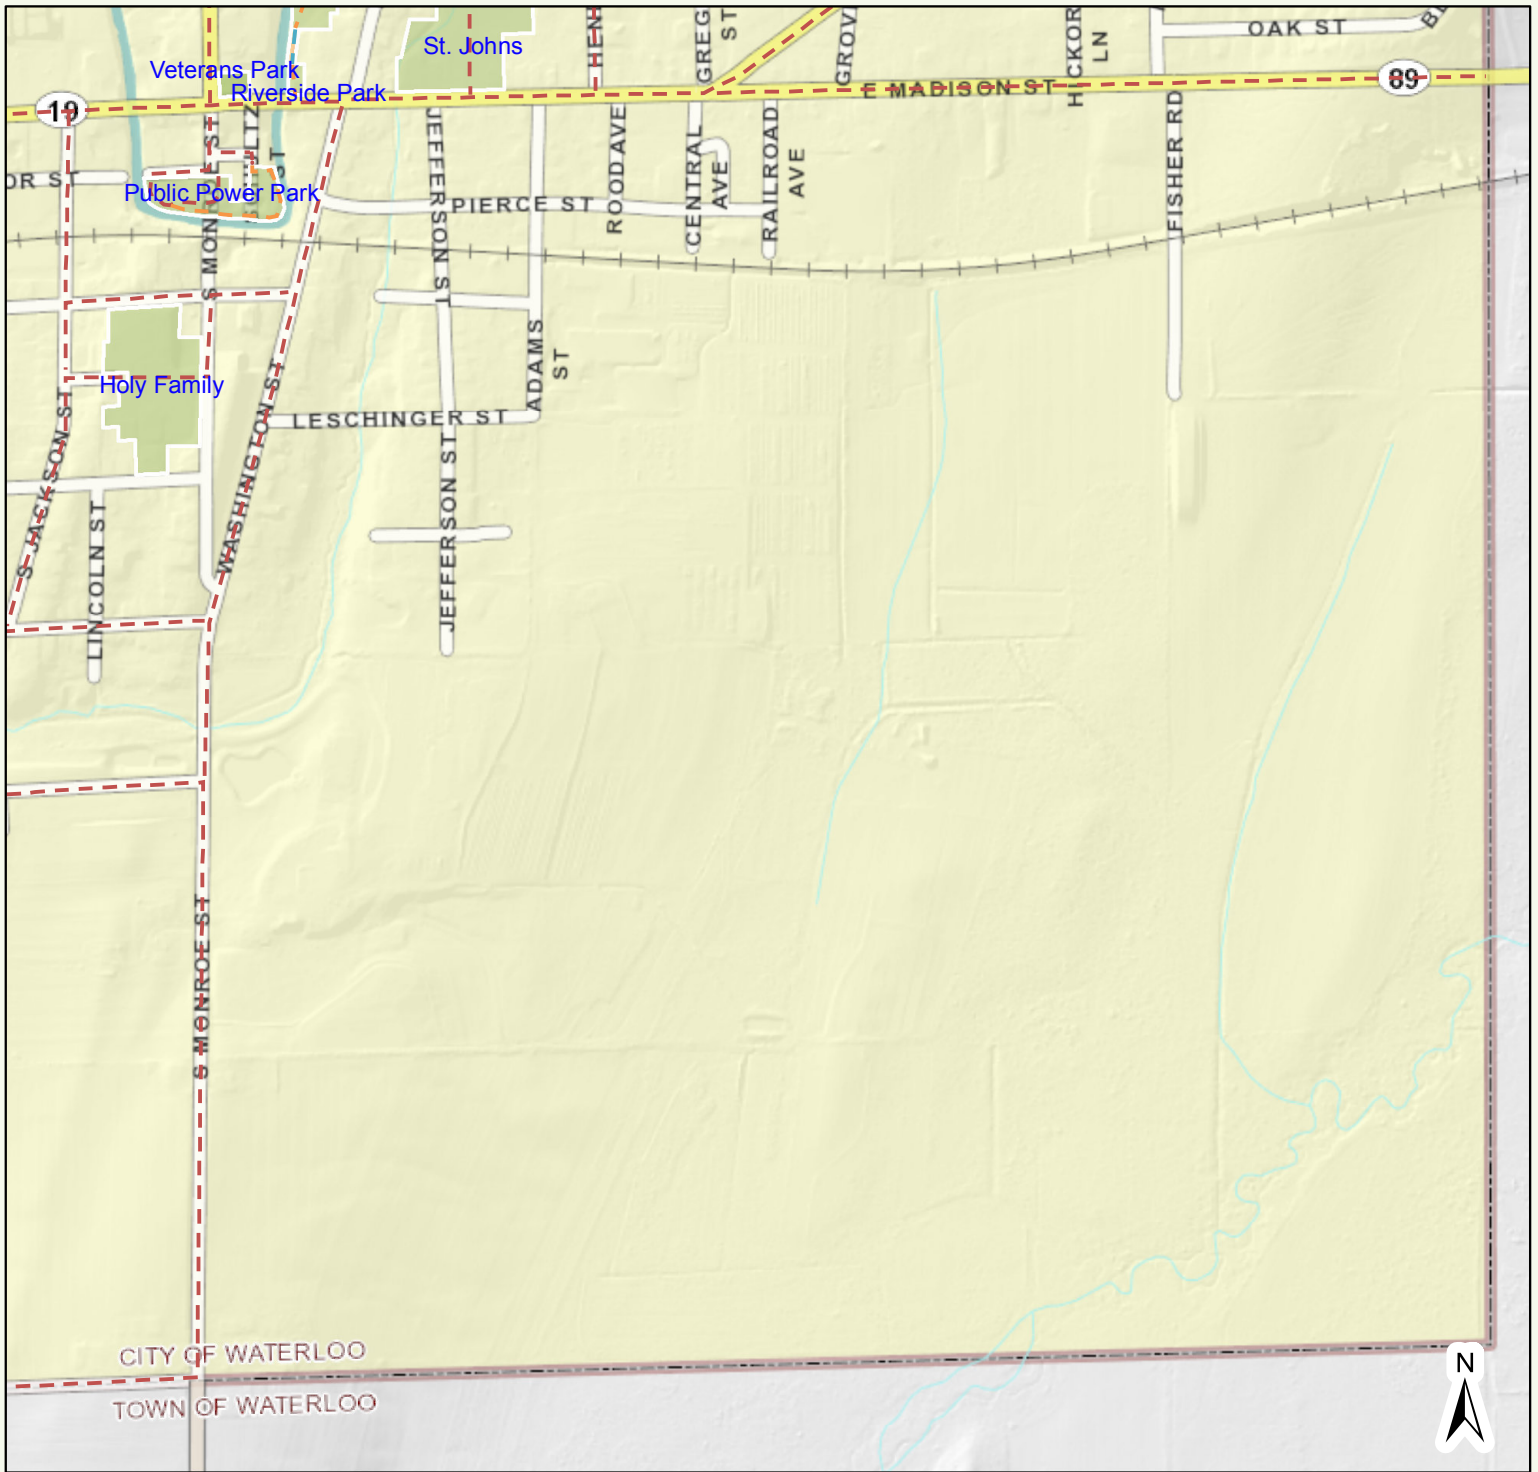 HEN
GREG
ST
GROV
HICKOR
LN
OAK ST
St. Johns
Veterans Park
Riverside Park
19
E MADISON ST
89
OR ST
Public Power Park
S MONROE ST
ST
JEFFERSON ST
PIERCE ST
ROOD AVE
CENTRAL
AVE
RAILROAD
AVE
FISHER RD
ADAMS
ST
Holy Family
LESCHINGER ST
S JACKSON ST
WASHINGTON ST
LINCOLN ST
JEFFERSON ST
S MONROE ST
CITY OF WATERLOO
TOWN OF WATERLOO
N